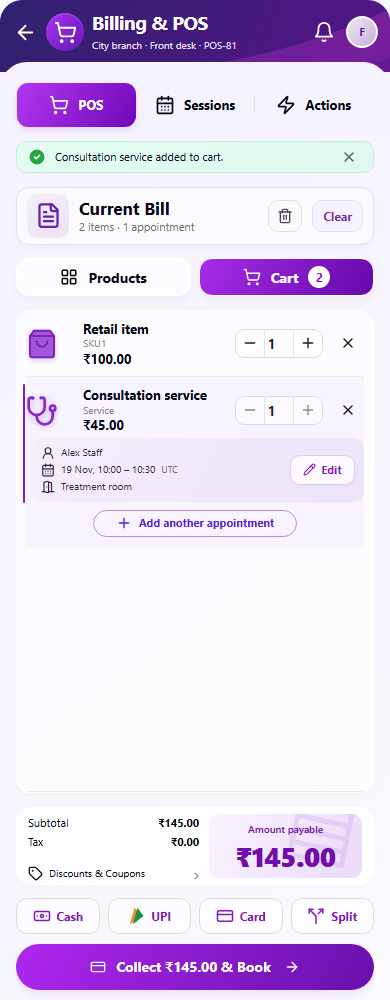 Billing & POS
City branch · Front desk · POS-81
F
POS
Sessions
Actions
Consultation service added to cart.
Current Bill
2 items · 1 appointment
Clear
Products
Cart 2
Retail item
SKU1
₹100.00
1
Consultation service
Service
₹45.00
1
Alex Staff
19 Nov, 10:00 – 10:30 UTC
Treatment room
Edit
Add another appointment
Subtotal ₹145.00
Tax ₹0.00
Discounts & Coupons
Amount payable
₹145.00
Cash
UPI
Card
Split
Collect ₹145.00 & Book